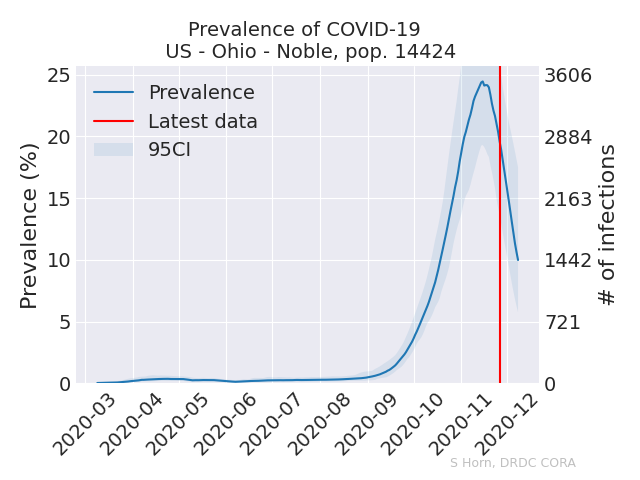 Prevalence of COVID-19
US - Ohio - Noble, pop. 14424
Prevalence
Latest data
95CI
Prevalence (%)
25
20
15
10
5
0
3606
2884
2163
1442
721
0
# of infections
2020-03
2020-04
2020-05
2020-06
2020-07
2020-08
2020-09
2020-10
2020-11
2020-12
S Horn, DRDC CORA